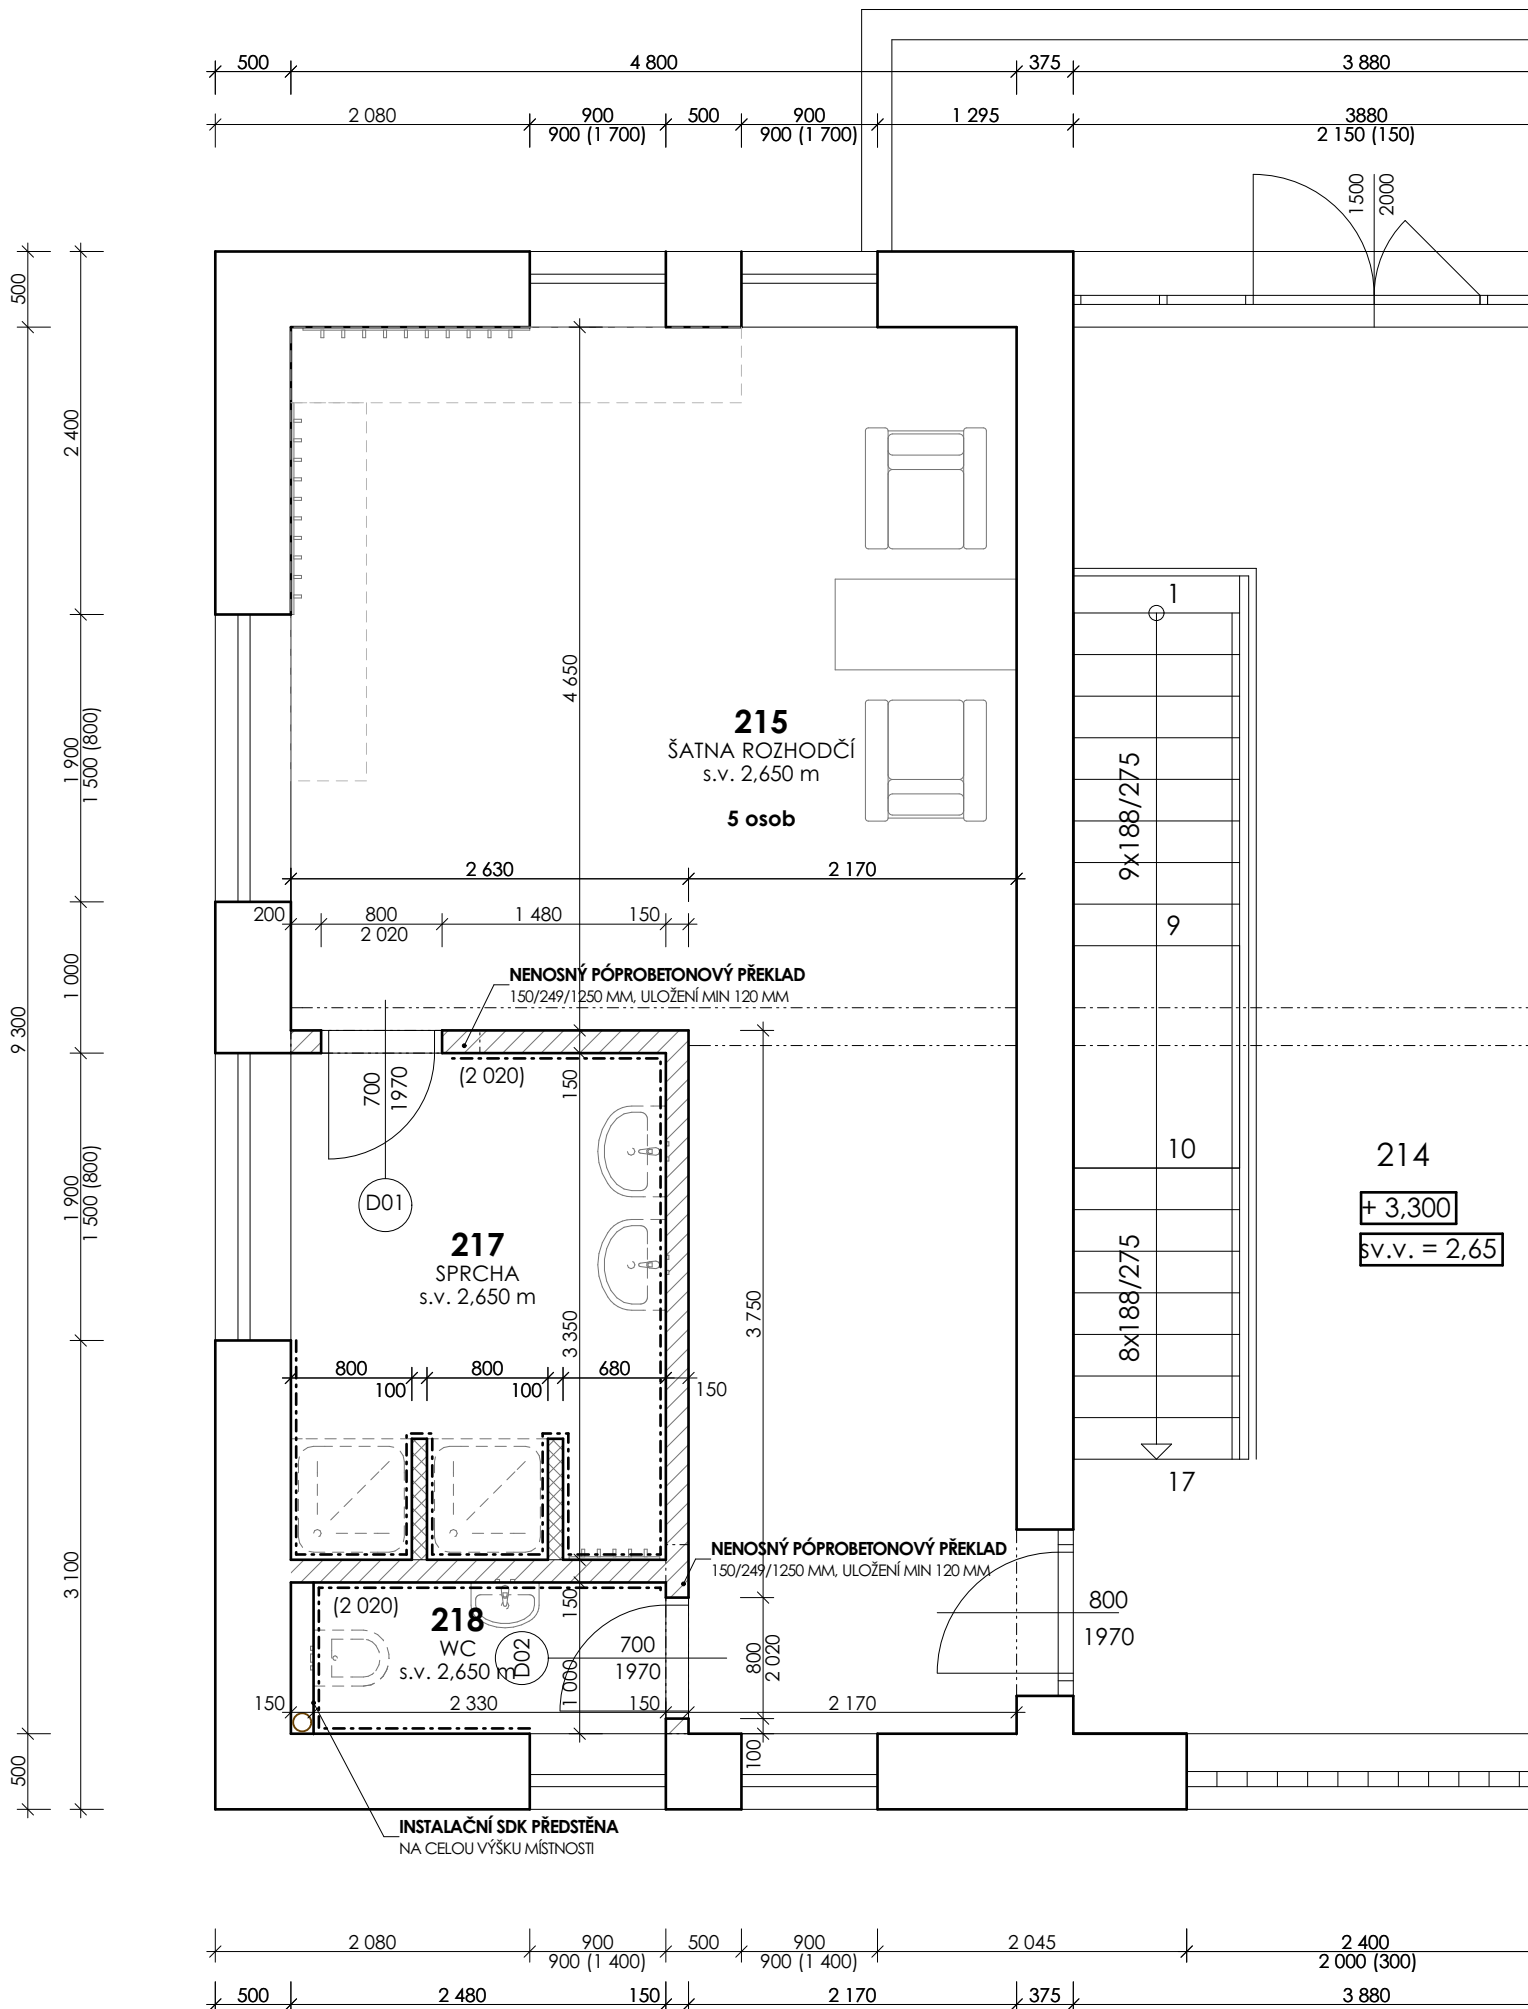 500
4 800
375
3 880
2 080
900
900 (1 700)
500
900
900 (1 700)
1 295
3880
2 150 (150)
1500
2000
500
2 400
1 900
1 500 (800)
1 000
9 300
1 900
1 500 (800)
3 100
500
4 650
215
ŠATNA ROZHODČÍ
s.v. 2,650 m
5 osob
2 630
2 170
200
800
2 020
1 480
150
NENOSNÝ PÓPROBETONOVÝ PŘEKLAD
150/249/1250 MM, ULOŽENÍ MIN 120 MM
1
9x188/275
9
10
8x188/275
17
214
+ 3,300
sv.v. = 2,65
700
1970
(2 020)
150
D01
217
SPRCHA
s.v. 2,650 m
3 350
3 750
800
100
800
100
680
150
NENOSNÝ PÓPROBETONOVÝ PŘEKLAD
150/249/1250 MM, ULOŽENÍ MIN 120 MM
(2 020)
218
WC
s.v. 2,650 m
D02
150
1 000
700
1970
800
2 020
800
1970
150
2 330
150
2 170
100
INSTALAČNÍ SDK PŘEDSTĚNA
NA CELOU VÝŠKU MÍSTNOSTI
2 080
900
900 (1 400)
500
900
900 (1 400)
2 045
2 400
2 000 (300)
500
2 480
150
2 170
375
3 880